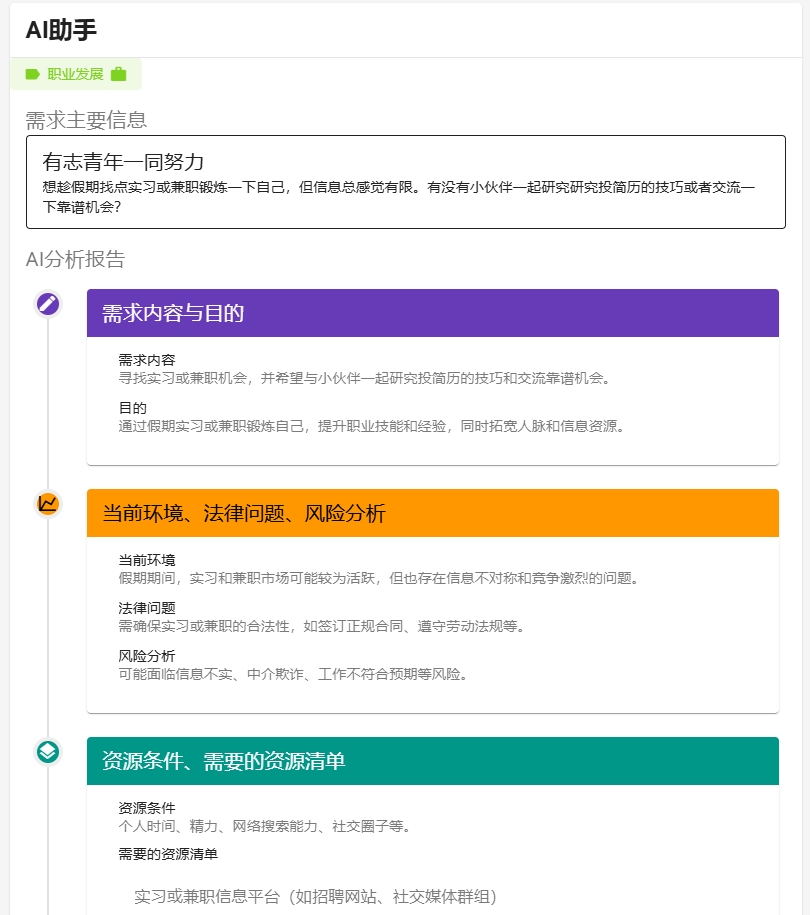 AI助手
职业发展
需求主要信息
有志青年一同努力
想趁假期找点实习或兼职锻炼一下自己，但信息总感觉有限。有没有小伙伴一起研究研究投简历的技巧或者交流一
下靠谱机会？
AI分析报告
需求内容与目的
需求内容
寻找实习或兼职机会，并希望与小伙伴一起研究投简历的技巧和交流靠谱机会。
目的
通过假期实习或兼职锻炼自己，提升职业技能和经验，同时拓宽人脉和信息资源。
当前环境、法律问题、风险分析
当前环境
假期期间，实习和兼职市场可能较为活跃，但也存在信息不对称和竞争激烈的问题。
法律问题
需确保实习或兼职的合法性，如签订正规合同、遵守劳动法规等。
风险分析
可能面临信息不实、中介欺诈、工作不符合预期等风险。
资源条件、需要的资源清单
资源条件
个人时间、精力、网络搜索能力、社交圈子等。
需要的资源清单
实习或兼职信息平台（如招聘网站、社交媒体群组）